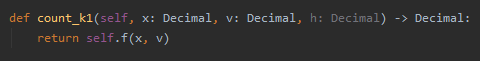 def count_k1(self, x: Decimal, v: Decimal, h: Decimal) -> Decimal:
    return self.f(x, v)